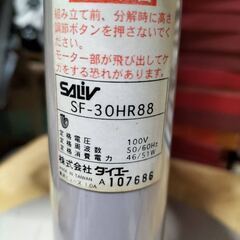 組み立て前、分解時に高さ
調節ボタンを押さないでく
ださい。
モーター部が飛び出してケ
ガをする恐れがあります。
SALIV
SF-30HR88
定格電圧 100V
定格周波数 50/60Hz
定格消費電力 46/51W
株式会社 ダイエー
TAIWAN 1.0A A 107686